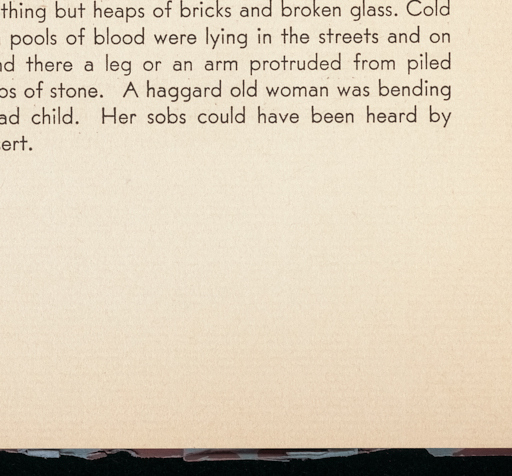 thing but heaps of bricks and broken glass. Cold
pools of blood were lying in the streets and on
nd there a leg or an arm protruded from piled
ps of stone. A haggard old woman was bending
ad child. Her sobs could have been heard by
ert.